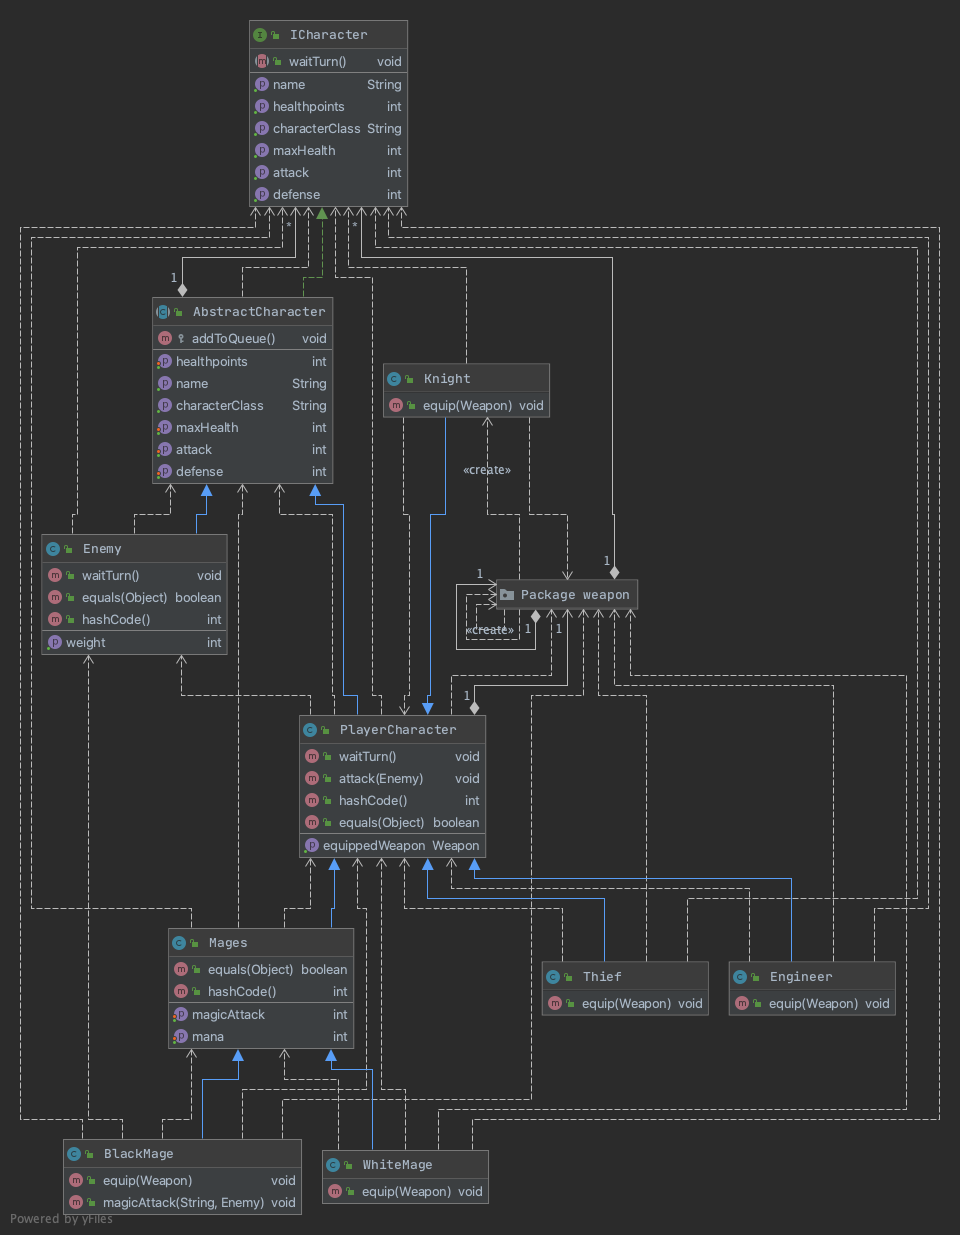 ICharacter
waitTurn() void
name String
healthpoints int
characterClass String
maxHealth int
attack int
defense int
* *
1
AbstractCharacter
addToQueue() void
healthpoints int
name String
characterClass String
maxHealth int
attack int
defense int
Knight
equip(Weapon) void
«create»
Enemy
waitTurn() void
equals(Object) boolean
hashCode() int
weight int
1
1
Package weapon
«create» 1 1
1
PlayerCharacter
waitTurn() void
attack(Enemy) void
hashCode() int
equals(Object) boolean
equippedWeapon Weapon
Mages
equals(Object) boolean
hashCode() int
magicAttack int
mana int
Thief
equip(Weapon) void
Engineer
equip(Weapon) void
BlackMage
equip(Weapon) void
magicAttack(String, Enemy) void
WhiteMage
equip(Weapon) void
Powered by yFiles